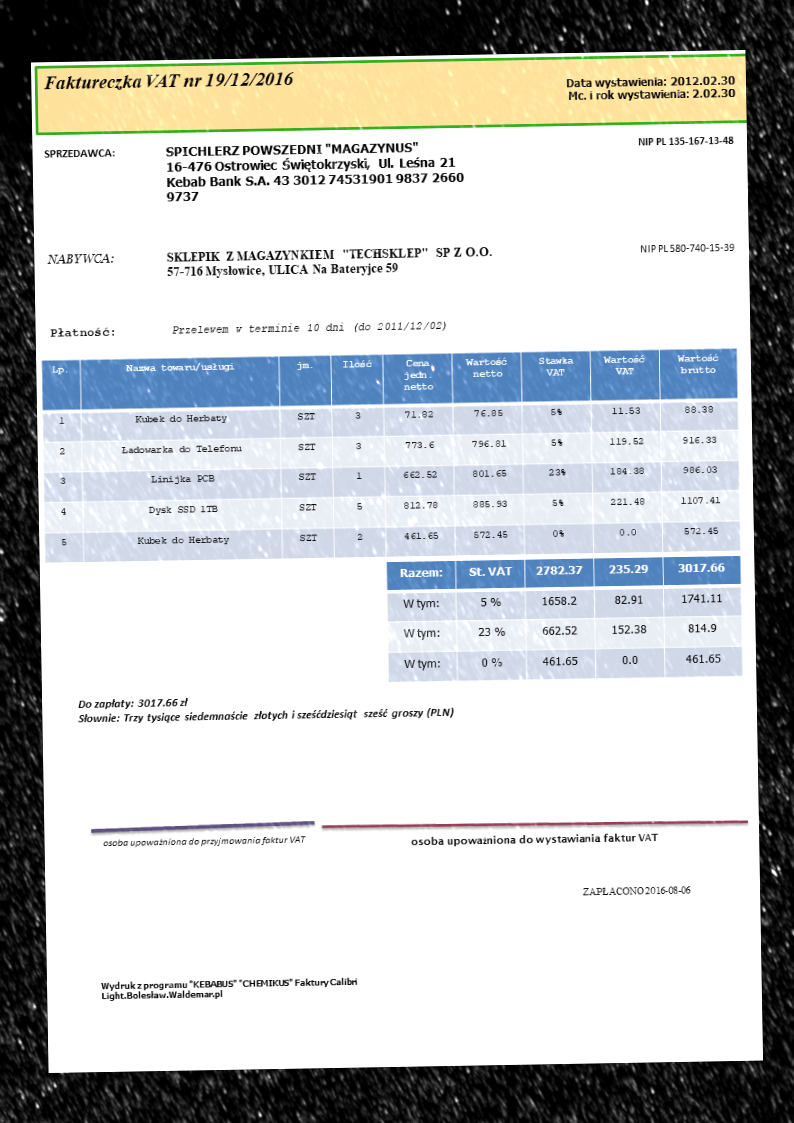 Faktureczka VAT nr 19/12/2016
Data wystawienia: 2012.02.30
Mc. i rok wystawienia: 2.02.30
SPRZEDAWCA:
SPICHLERZ POWSZEDNI "MAGAZYNUS"
16-476 Ostrowiec Świętokrzyski, Ul. Leśna 21
Kebab Bank S.A. 43 3012 74531901 9837 2660
9737
NIP PL 135-167-13-48
NABYWCA:
SKLEPIK Z MAGAZYNKIEM "TECHSKLEP" SP Z O.O.
57-716 Mysłowice, ULICA Na Bateryjce 59
NIP PL 580-740-15-39
Płatność: Przelewem w terminie 10 dni (do 2011/12/02)
Lp. Nazwa towaru/usługi jm. Ilość Cena jedn. netto Wartość netto Stawka VAT Wartość VAT Wartość brutto
1 Kubek do Herbaty SZT 3 71.82 76.85 5% 11.53 88.38
2 Ładowarka do Telefonu SZT 3 773.6 796.81 5% 119.52 916.33
3 Linijka PCB SZT 1 662.52 801.65 23% 184.38 986.03
4 Dysk SSD 1TB SZT 5 812.78 885.93 5% 221.48 1107.41
5 Kubek do Herbaty SZT 2 461.65 572.45 0% 0.0 572.45
Razem: St. VAT 2782.37 235.29 3017.66
W tym: 5 % 1658.2 82.91 1741.11
W tym: 23 % 662.52 152.38 814.9
W tym: 0 % 461.65 0.0 461.65
Do zapłaty: 3017.66 zł
Słownie: Trzy tysiące siedemnaście złotych i sześćdziesiąt sześć groszy (PLN)
osoba upoważniona do przyjmowania faktur VAT
osoba upoważniona do wystawiania faktur VAT
ZAPŁACONO 2016-08-06
Wydruk z programu "KEBABUS" "CHEMIKUS" Faktury Calibri
Light.Bolesław.Waldemar.pl